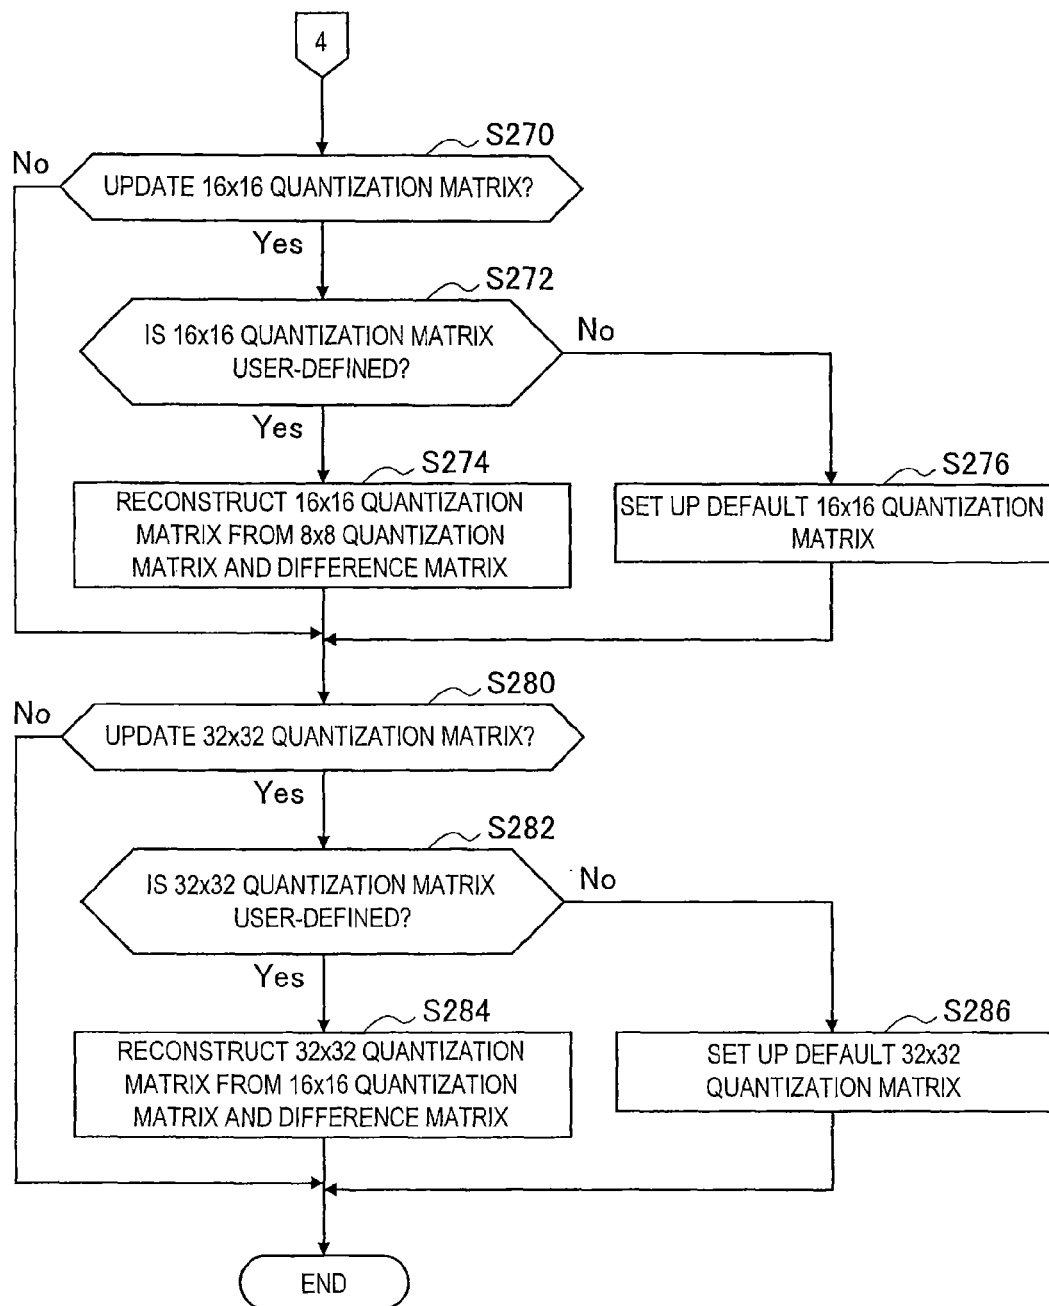 4
S270
No
UPDATE 16x16 QUANTIZATION MATRIX?
Yes
S272
IS 16x16 QUANTIZATION MATRIX
USER-DEFINED?
No
Yes
S274
RECONSTRUCT 16x16 QUANTIZATION
MATRIX FROM 8x8 QUANTIZATION
MATRIX AND DIFFERENCE MATRIX
S276
SET UP DEFAULT 16x16 QUANTIZATION
MATRIX
S280
No
UPDATE 32x32 QUANTIZATION MATRIX?
Yes
S282
IS 32x32 QUANTIZATION MATRIX
USER-DEFINED?
No
Yes
S284
RECONSTRUCT 32x32 QUANTIZATION
MATRIX FROM 16x16 QUANTIZATION
MATRIX AND DIFFERENCE MATRIX
S286
SET UP DEFAULT 32x32
QUANTIZATION MATRIX
END